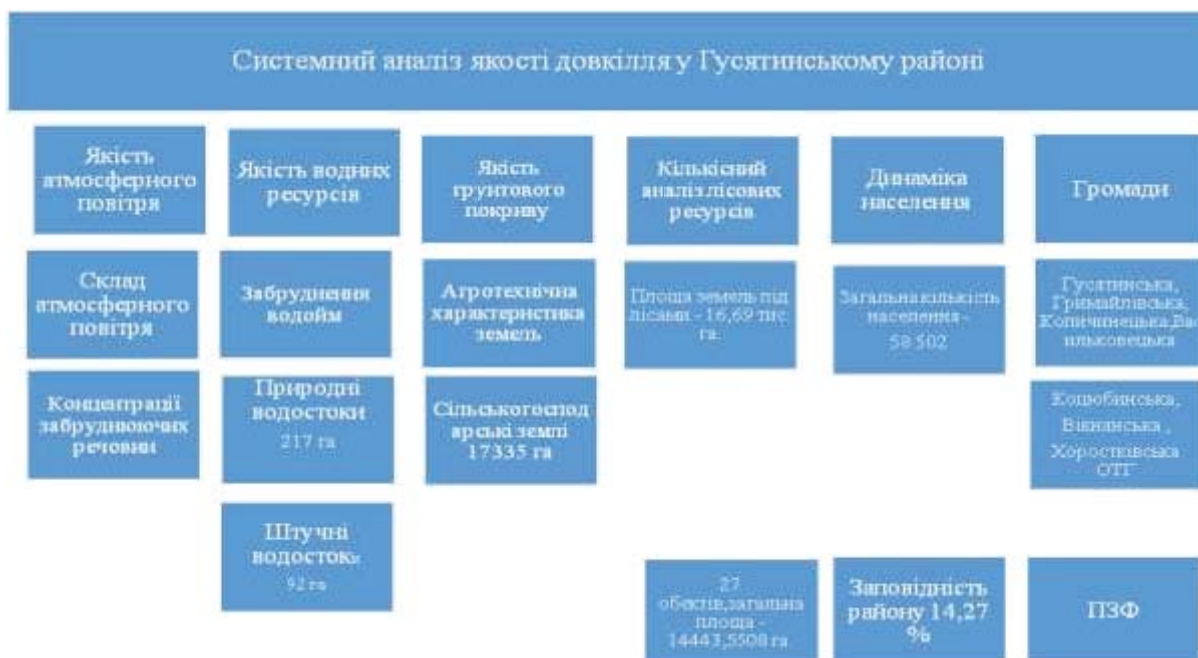 Системний аналіз якості довкілля у Гусятинському районі
Якість
атмосферного
повітря
Склад
атмосферного
повітря
Концентрації
забруднюючих
речовин
Якість водних
ресурсів
Забруднення
водойм
Природні
водостоки
217 га
Штучні
водостоки
92 га
Якість
грунтового
покриву
Агротехнічна
характеристика
земель
Сільськогоспод
арські землі
17335 га
Кількісний
аналіз лісових
ресурсів
Площа земель під
лісами - 16,69 тис
га.
Динаміка
населення
Загальна кількість
населення -
58 502
Громади
Гусятинська,
Гримайлівська,
Копичинецька,Вас
ильковецька
Коцюбинська,
Вікнянська ,
Хоростківська
ОТГ
27
обєктів,загальна
площа -
14443,5508 га
Заповідність
району 14,27
%
ПЗФ